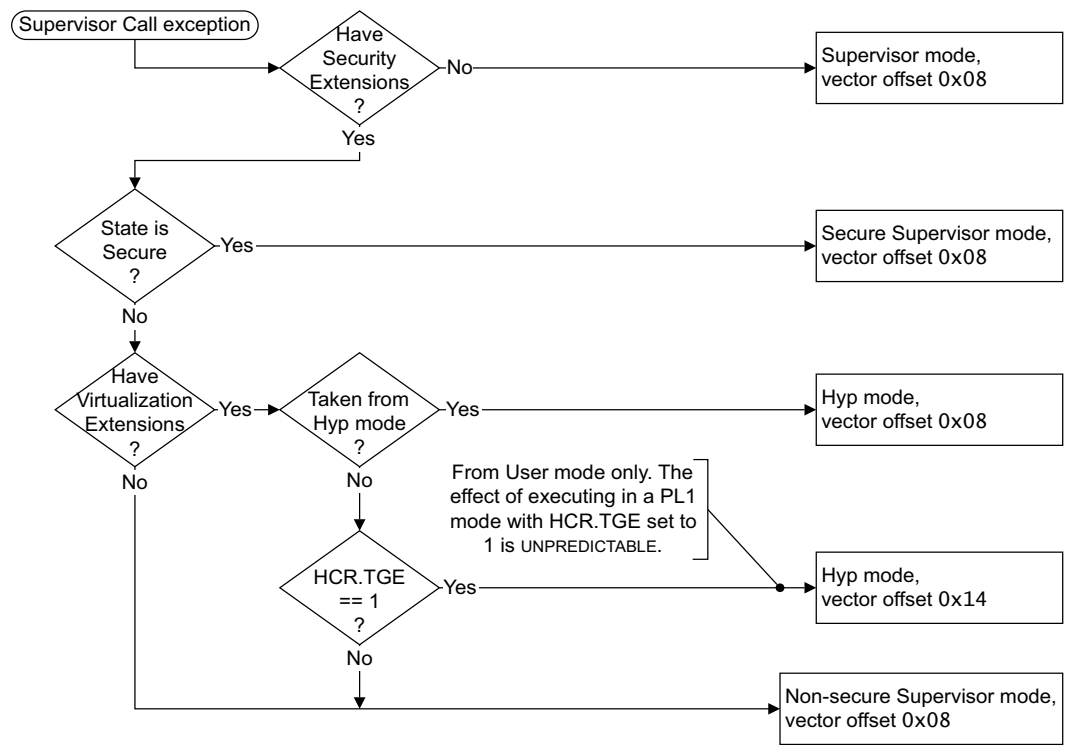 Supervisor Call exception
Have
Security
Extensions
?
No
Supervisor mode,
vector offset 0x08
Yes
State is
Secure
?
Yes
Secure Supervisor mode,
vector offset 0x08
No
Have
Virtualization
Extensions
?
Yes
Taken from
Hyp mode
?
Yes
Hyp mode,
vector offset 0x08
No
No
From User mode only. The
effect of executing in a PL1
mode with HCR.TGE set to
1 is UNPREDICTABLE.
HCR.TGE
== 1
?
Yes
Hyp mode,
vector offset 0x14
No
Non-secure Supervisor mode,
vector offset 0x08